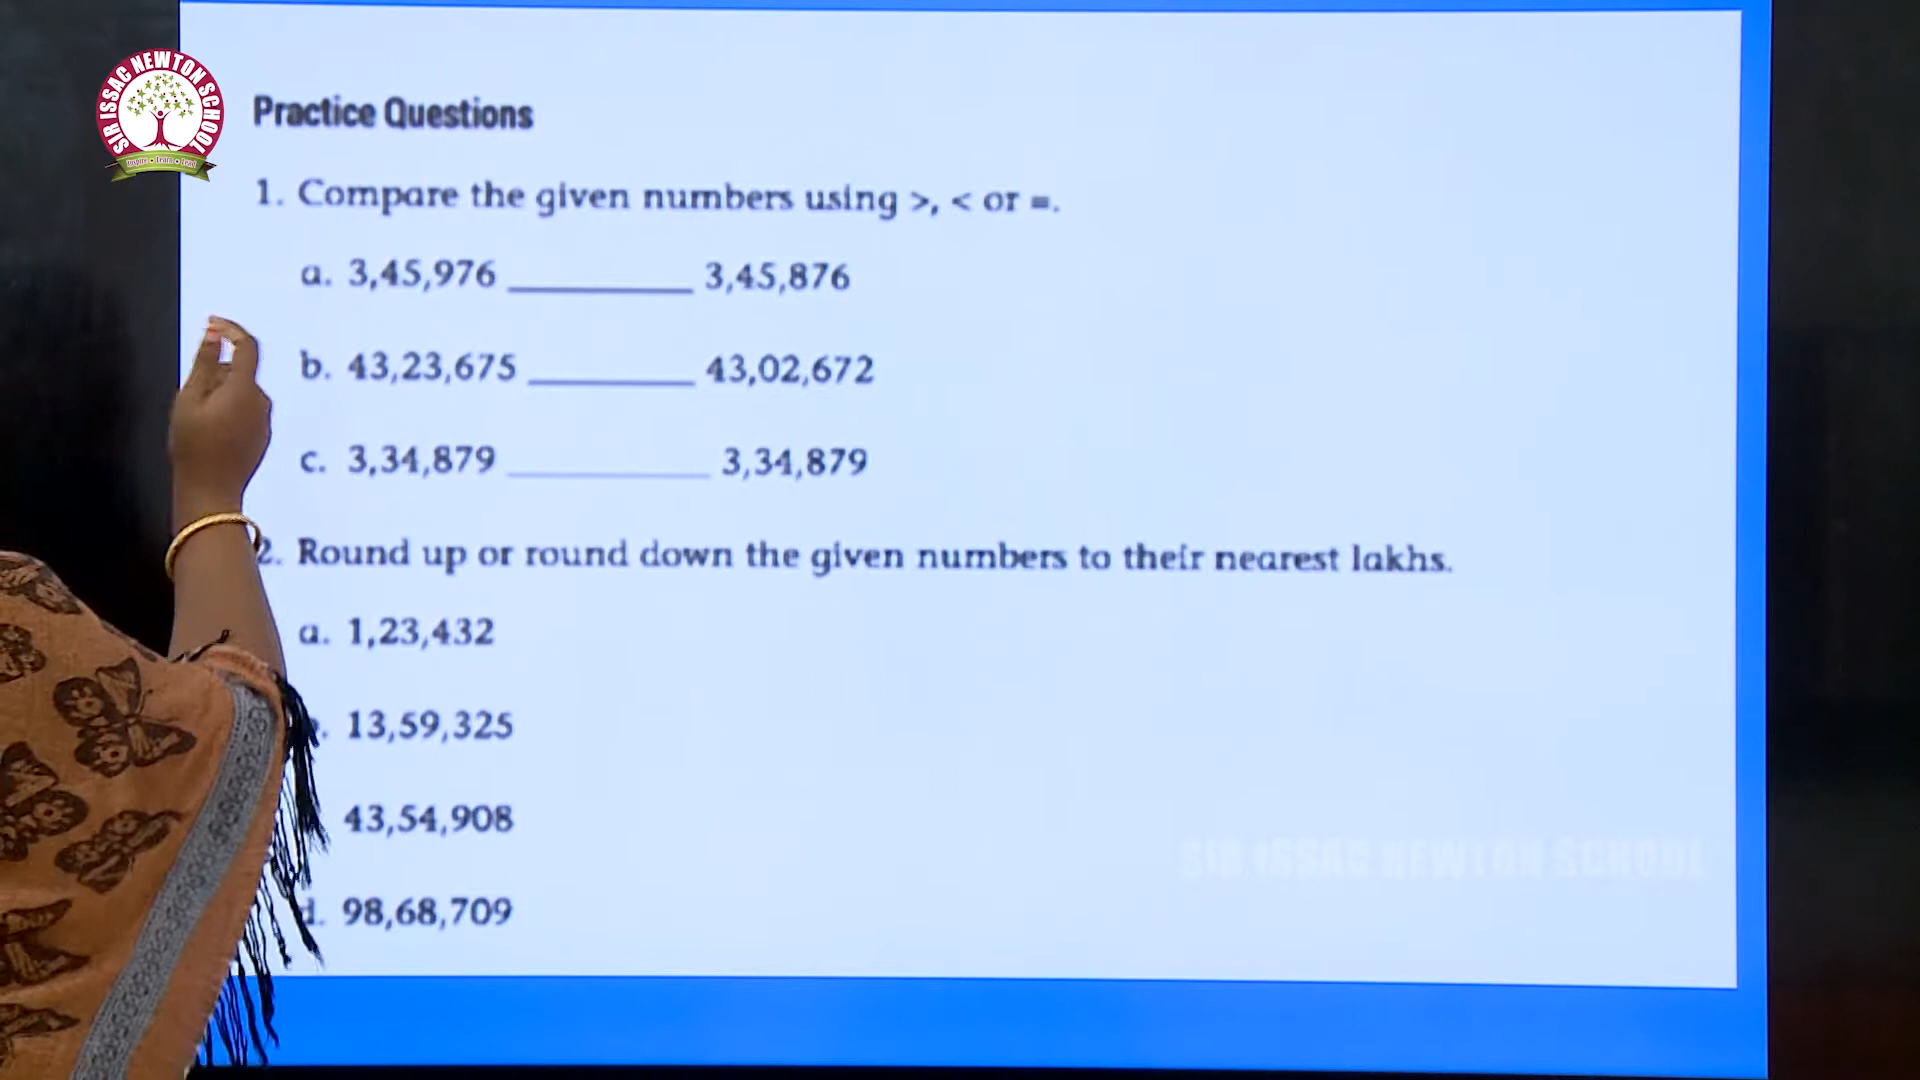 SIR ISSAC NEWTON SCHOOL
Inspire • Learn • Lead
Practice Questions
1. Compare the given numbers using >, < or =.
a. 3,45,976 __________ 3,45,876
b. 43,23,675 __________ 43,02,672
c. 3,34,879 __________ 3,34,879
2. Round up or round down the given numbers to their nearest lakhs.
a. 1,23,432
. 13,59,325
43,54,908
d. 98,68,709
SIR ISSAC NEWTON SCHOOL